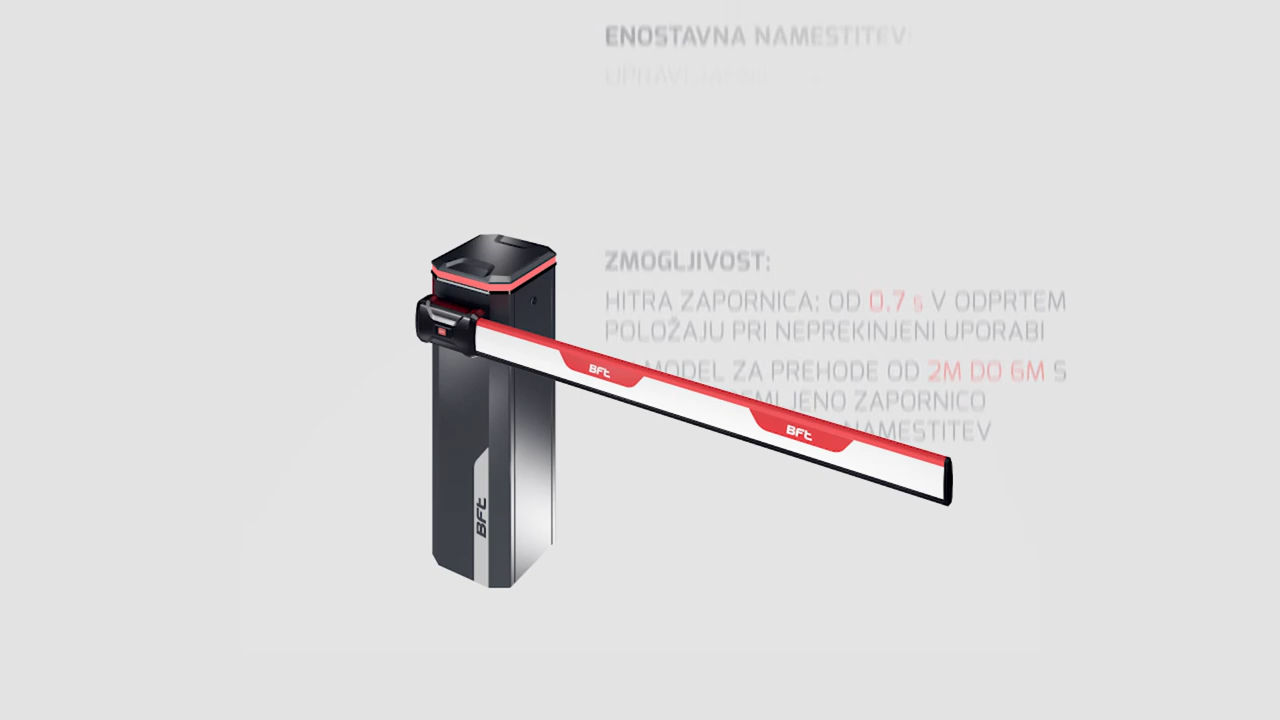 ENOSTAVNA NAMESTITEV
ZMOGLJIVOST:
HITRA ZAPORNICA: OD 0.7 s V ODPRTEM
POLOŽAJU PRI NEPREKINJENI UPORABI
MODEL ZA PREHODE OD 2M DO 6M S
ZAPORNICO
NAMESTITEV
BFt
BFt
BFt